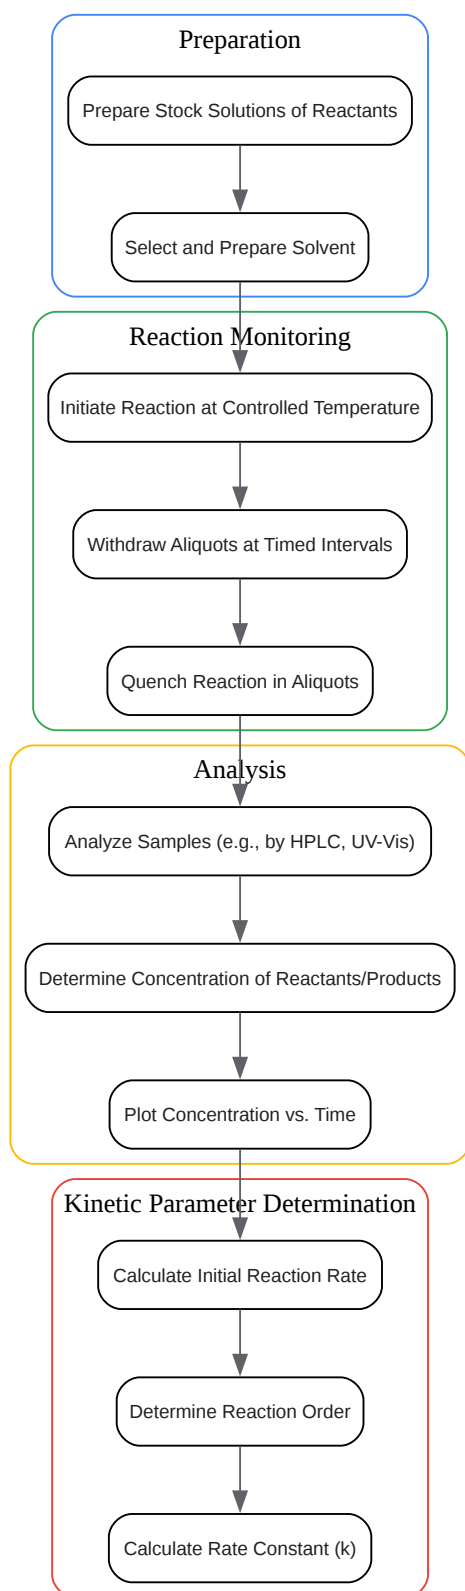 Preparation
Prepare Stock Solutions of Reactants
Select and Prepare Solvent
Reaction Monitoring
Initiate Reaction at Controlled Temperature
Withdraw Aliquots at Timed Intervals
Quench Reaction in Aliquots
Analysis
Analyze Samples (e.g., by HPLC, UV-Vis)
Determine Concentration of Reactants/Products
Plot Concentration vs. Time
Kinetic Parameter Determination
Calculate Initial Reaction Rate
Determine Reaction Order
Calculate Rate Constant (k)